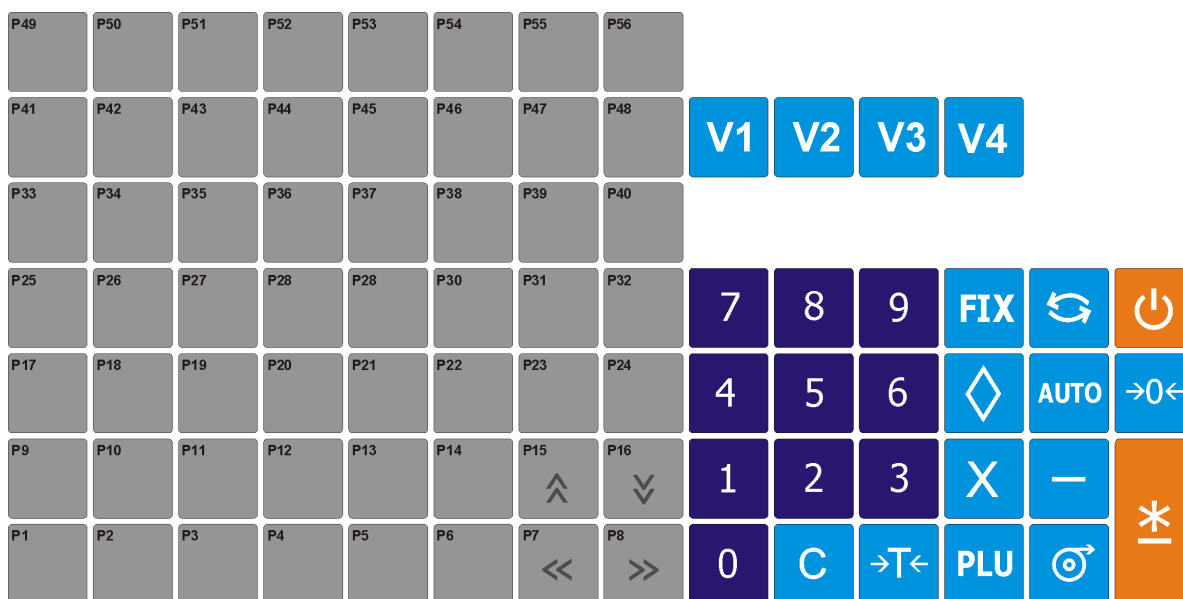 P49 P50 P51 P52 P53 P54 P55 P56
P41 P42 P43 P44 P45 P46 P47 P48 V1 V2 V3 V4
P33 P34 P35 P36 P37 P38 P39 P40
P25 P26 P27 P28 P28 P30 P31 P32 7 8 9 FIX
P17 P18 P19 P20 P21 P22 P23 P24 4 5 6 AUTO →0←
P9 P10 P11 P12 P13 P14 P15 P16 1 2 3 X –
P1 P2 P3 P4 P5 P6 P7 P8 0 C →T← PLU *